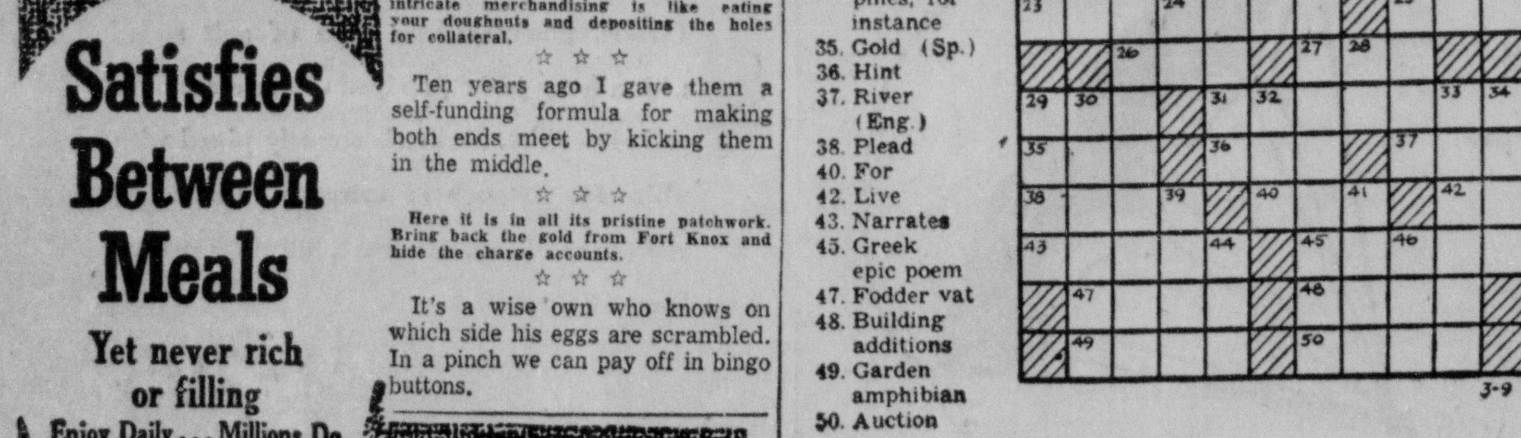 Satisfies
Between
Meals
Yet never rich
or filling
Enjoy Daily... Millions Do
intricate merchandising is like eating
your doughnuts and depositing the holes
for collateral.
☆ ☆ ☆
Ten years ago I gave them a
self-funding formula for making
both ends meet by kicking them
in the middle.
☆ ☆ ☆
Here it is in all its pristine patchwork.
Bring back the gold from Fort Knox and
hide the charge accounts.
☆ ☆ ☆
It's a wise own who knows on
which side his eggs are scrambled.
In a pinch we can pay off in bingo
buttons.
instance
35. Gold (Sp.)
36. Hint
37. River
(Eng.)
38. Plead
40. For
42. Live
43. Narrates
45. Greek
epic poem
47. Fodder vat
48. Building
additions
49. Garden
amphibian
50. Auction
23 24 25
26 27 28
29 30 31 32 33 34
35 36 37
38 39 40 41 42
43 44 45 46
47 48
49 50
3-9